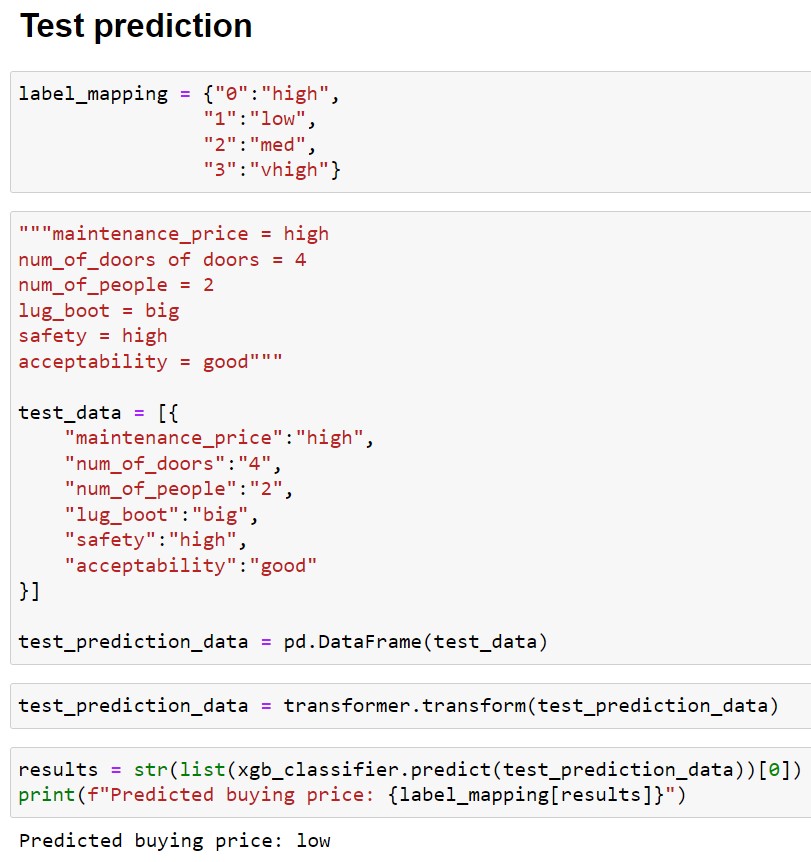 Test prediction
label_mapping = {"0":"high",
"1":"low",
"2":"med",
"3":"vhigh"}
"""maintenance_price = high
num_of_doors of doors = 4
num_of_people = 2
lug_boot = big
safety = high
acceptability = good"""
test_data = [{
"maintenance_price":"high",
"num_of_doors":"4",
"num_of_people":"2",
"lug_boot":"big",
"safety":"high",
"acceptability":"good"
}]
test_prediction_data = pd.DataFrame(test_data)
test_prediction_data = transformer.transform(test_prediction_data)
results = str(list(xgb_classifier.predict(test_prediction_data))[0])
print(f"Predicted buying price: {label_mapping[results]}")
Predicted buying price: low